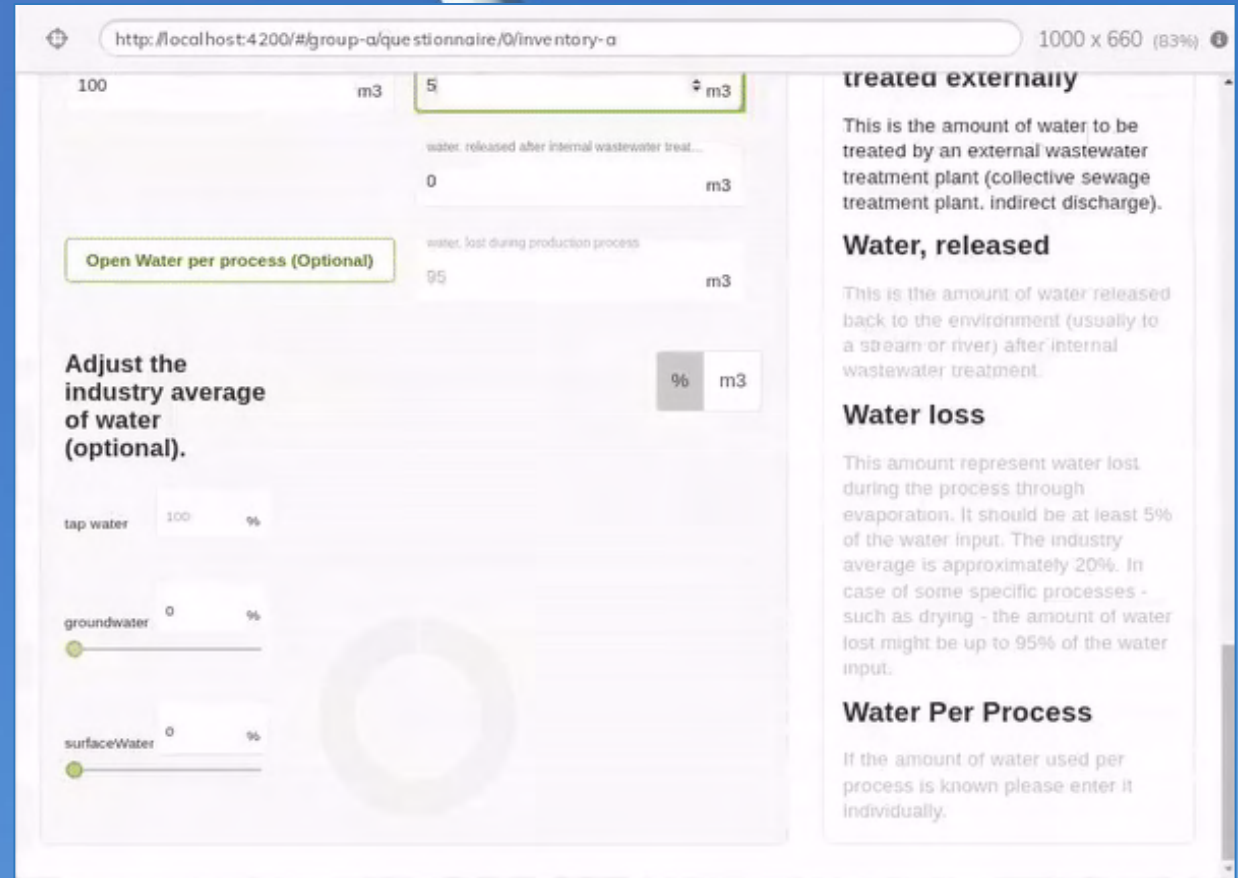 http://localhost:4200/#/group-a/questionnaire/0/inventory-a
1000 x 660 (83%)
100 m3
5 m3
water, released after internal wastewater treat...
0 m3
Open Water per process (Optional)
water, lost during production process
95 m3
Adjust the
industry average
of water
(optional).
% m3
tap water 100 %
groundwater 0 %
surfaceWater 0 %
treated externally
This is the amount of water to be
treated by an external wastewater
treatment plant (collective sewage
treatment plant, indirect discharge).
Water, released
This is the amount of water released
back to the environment (usually to
a stream or river) after internal
wastewater treatment.
Water loss
This amount represent water lost
during the process through
evaporation. It should be at least 5%
of the water input. The industry
average is approximately 20%. In
case of some specific processes -
such as drying - the amount of water
lost might be up to 95% of the water
input.
Water Per Process
If the amount of water used per
process is known please enter it
individually.